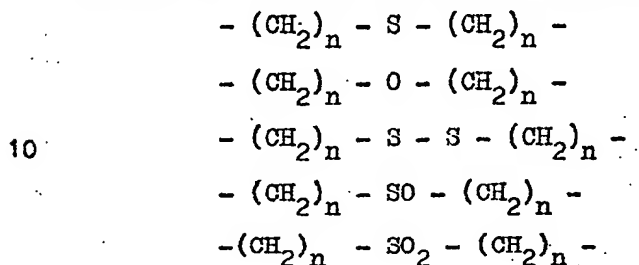 - (CH2)n - S - (CH2)n -
- (CH2)n - O - (CH2)n -
10 - (CH2)n - S - S - (CH2)n -
- (CH2)n - SO - (CH2)n -
-(CH2)n - SO2 - (CH2)n -